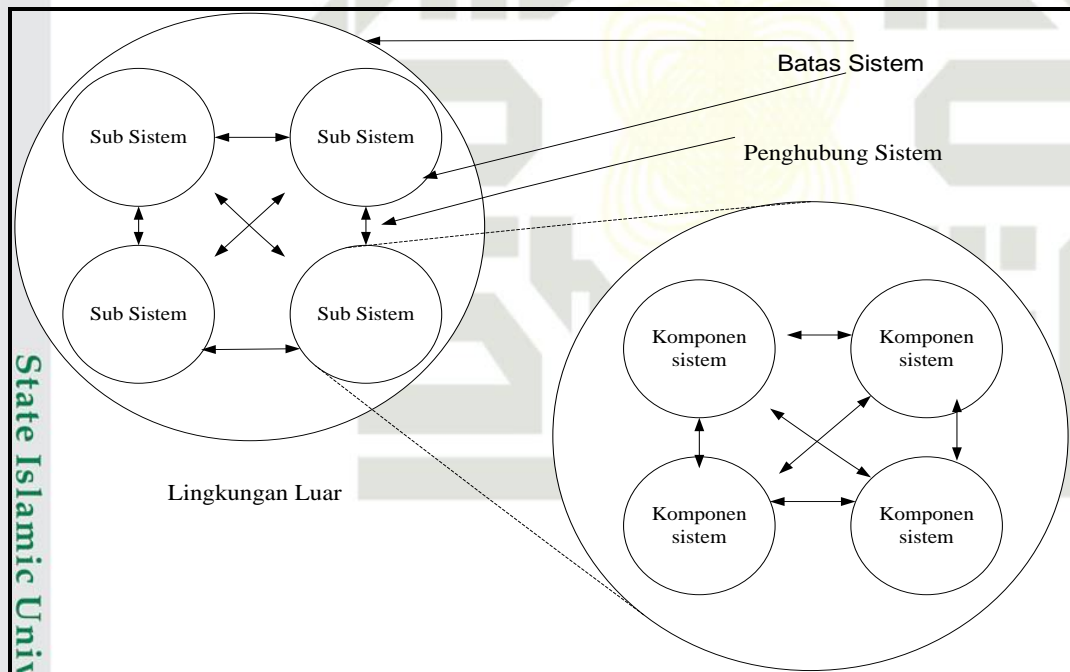 Batas Sistem
Sub Sistem
Sub Sistem
Penghubung Sistem
Sub Sistem
Sub Sistem
Komponen
sistem
Komponen
sistem
Lingkungan Luar
Komponen
sistem
Komponen
sistem
State Islamic Univ